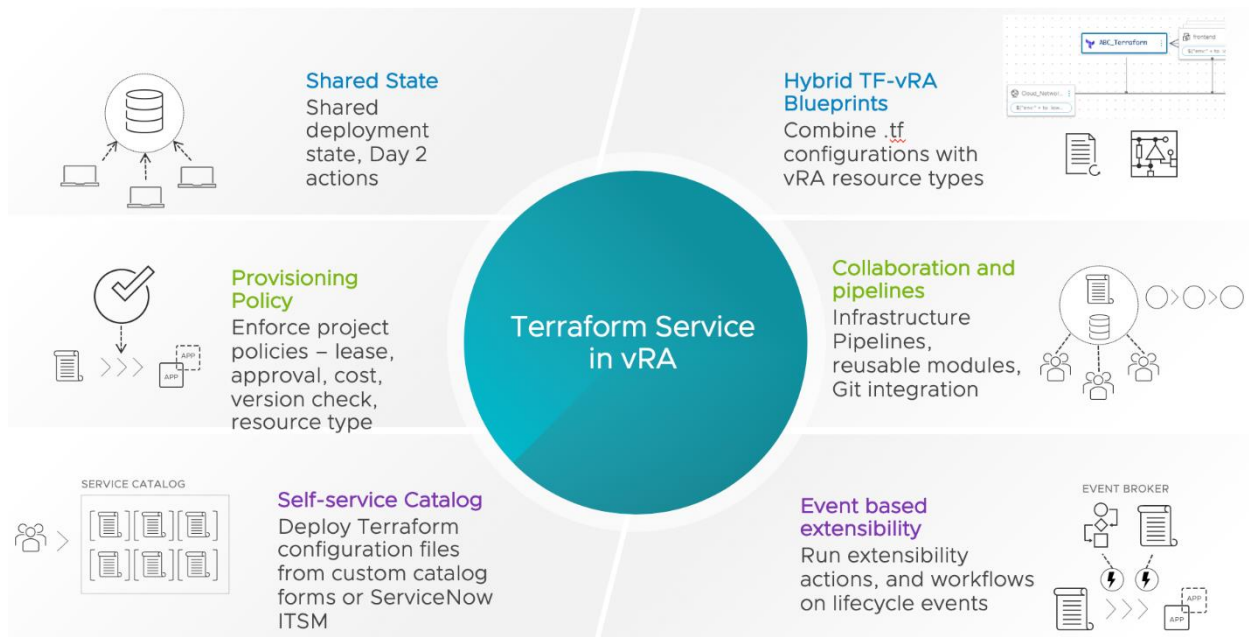 Shared State
Shared
deployment
state, Day 2
actions
Hybrid TF-vRA
Blueprints
Combine .tf
configurations with
vRA resource types
ABC_Terraform
frontend
Provisioning
Policy
Enforce project
policies – lease,
approval, cost,
version check,
resource type
APP
APP
Terraform Service
in vRA
Collaboration and
pipelines
Infrastructure
Pipelines,
reusable modules,
Git integration
SERVICE CATALOG
Self-service Catalog
Deploy Terraform
configuration files
from custom catalog
forms or ServiceNow
ITSM
Event based
extensibility
Run extensibility
actions, and workflows
on lifecycle events
EVENT BROKER
APP
APP